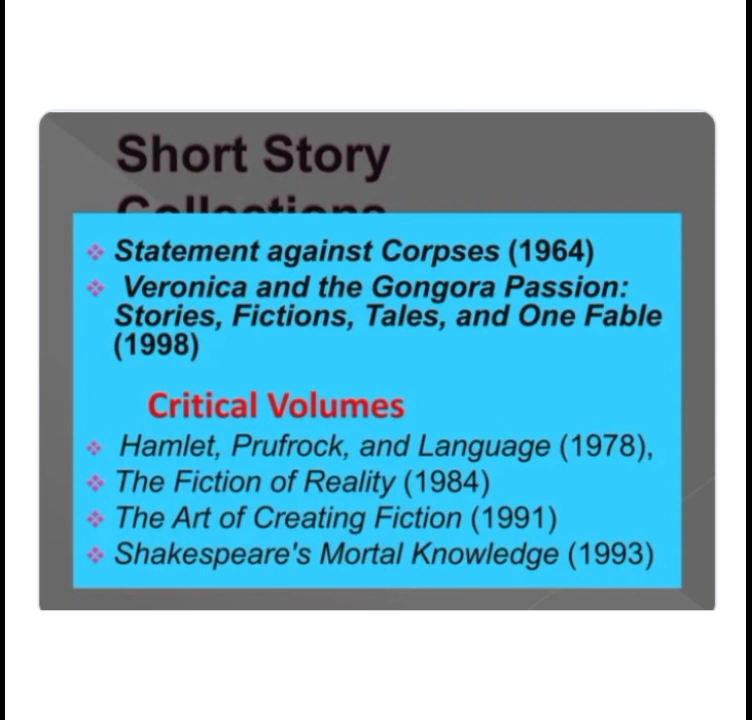 Short Story
Collections
Statement against Corpses (1964)
Veronica and the Gongora Passion:
Stories, Fictions, Tales, and One Fable
(1998)
Critical Volumes
Hamlet, Prufrock, and Language (1978),
The Fiction of Reality (1984)
The Art of Creating Fiction (1991)
Shakespeare's Mortal Knowledge (1993)